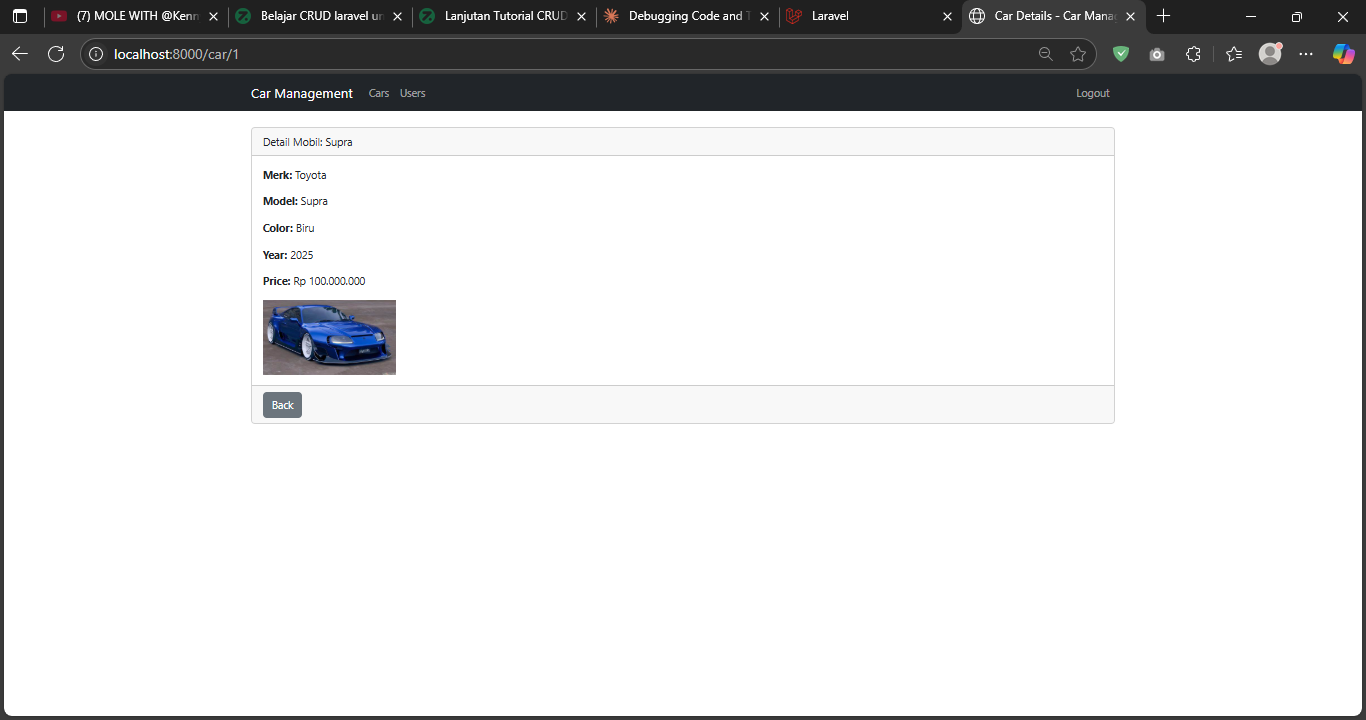 (7) MOLE WITH @Kenn
Belajar CRUD laravel un
Lanjutan Tutorial CRUD
Debugging Code and T
Laravel
Car Details - Car Manag
localhost:8000/car/1
Car Management
Cars
Users
Logout
Detail Mobil: Supra
Merk: Toyota
Model: Supra
Color: Biru
Year: 2025
Price: Rp 100.000.000
Back